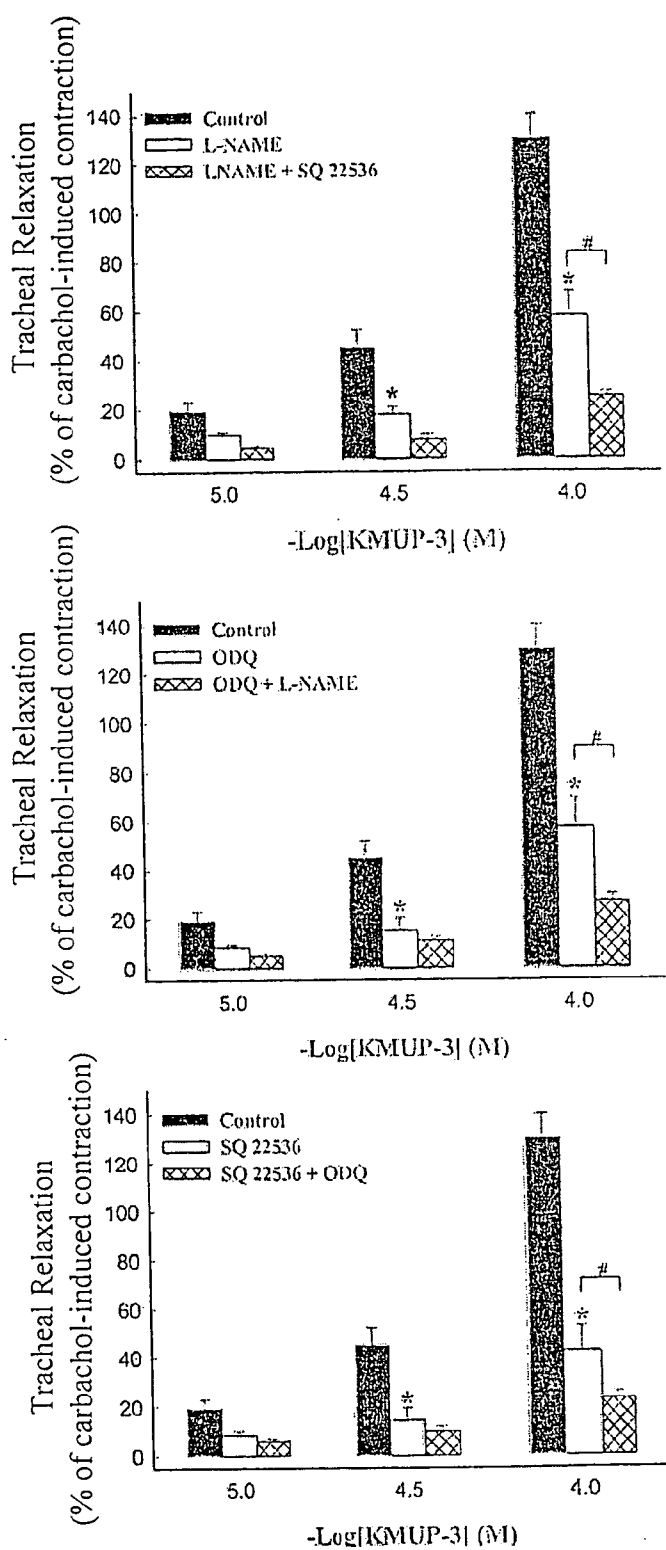 Tracheal Relaxation
(% of carbachol-induced contraction)
140
120
100
80
60
40
20
0
Control
L-NAME
LNAME + SQ 22536
*
*
#
5.0 4.5 4.0
-Log[KMUP-3] (M)
Tracheal Relaxation
(% of carbachol-induced contraction)
140
120
100
80
60
40
20
0
Control
ODQ
ODQ + L-NAME
*
*
#
5.0 4.5 4.0
-Log[KMUP-3] (M)
Tracheal Relaxation
(% of carbachol-induced contraction)
140
120
100
80
60
40
20
0
Control
SQ 22536
SQ 22536 + ODQ
*
*
#
5.0 4.5 4.0
-Log[KMUP-3] (M)